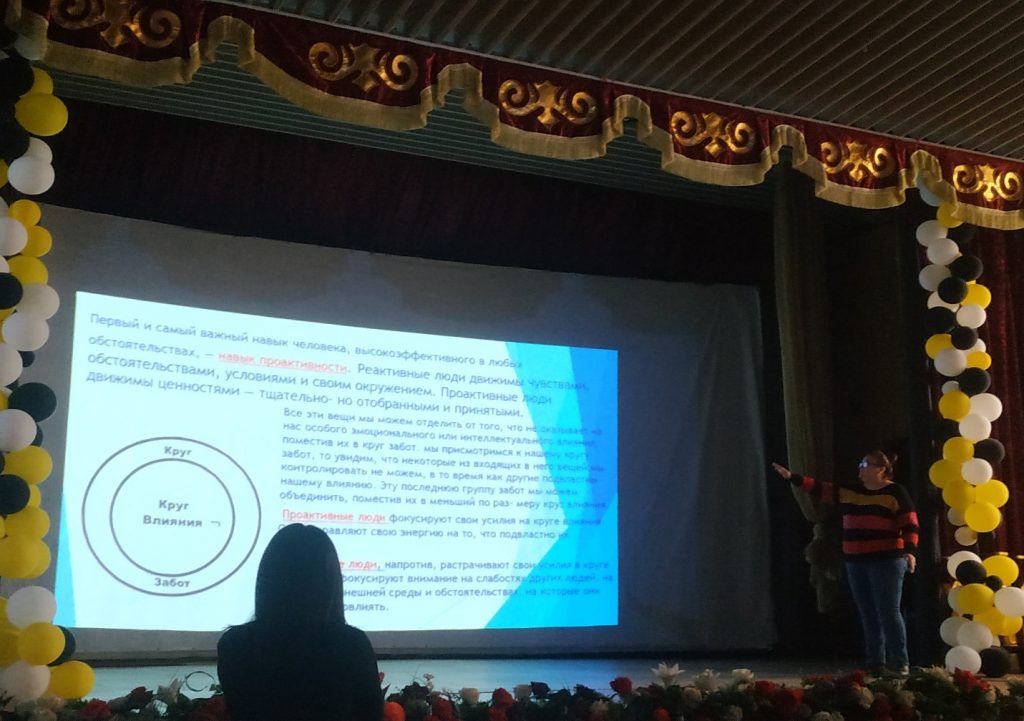 Первый и самый важный навык человека, высокоэффективного в любых
обстоятельствах, — навык проактивности. Реактивные люди движимы чувствами,
обстоятельствами, условиями и своим окружением. Проактивные люди
движимы ценностями — тщательно- но отобранными и принятыми.
Все эти вещи мы можем отделить от того, что не оказывает на
нас особого эмоционального или интеллектуального влияния,
поместив их в круг забот. мы присмотримся к нашему кругу
забот, то увидим, что некоторые из входящих в него вещей мы
контролировать не можем, в то время как другие подвластны
нашему влиянию. Эту последнюю группу забот мы можем
объединить, поместив их в меньший по раз- меру круг влияния.
Проактивные люди фокусируют свои усилия на круге влияния.
на то, что подвластно их
люди, напротив, растрачивают свои усилия в круге
фокусируют внимание на слабостях других людей, на
внешней среды и обстоятельствах, на которые они
Круг
Круг
Влияния ¬
Забот